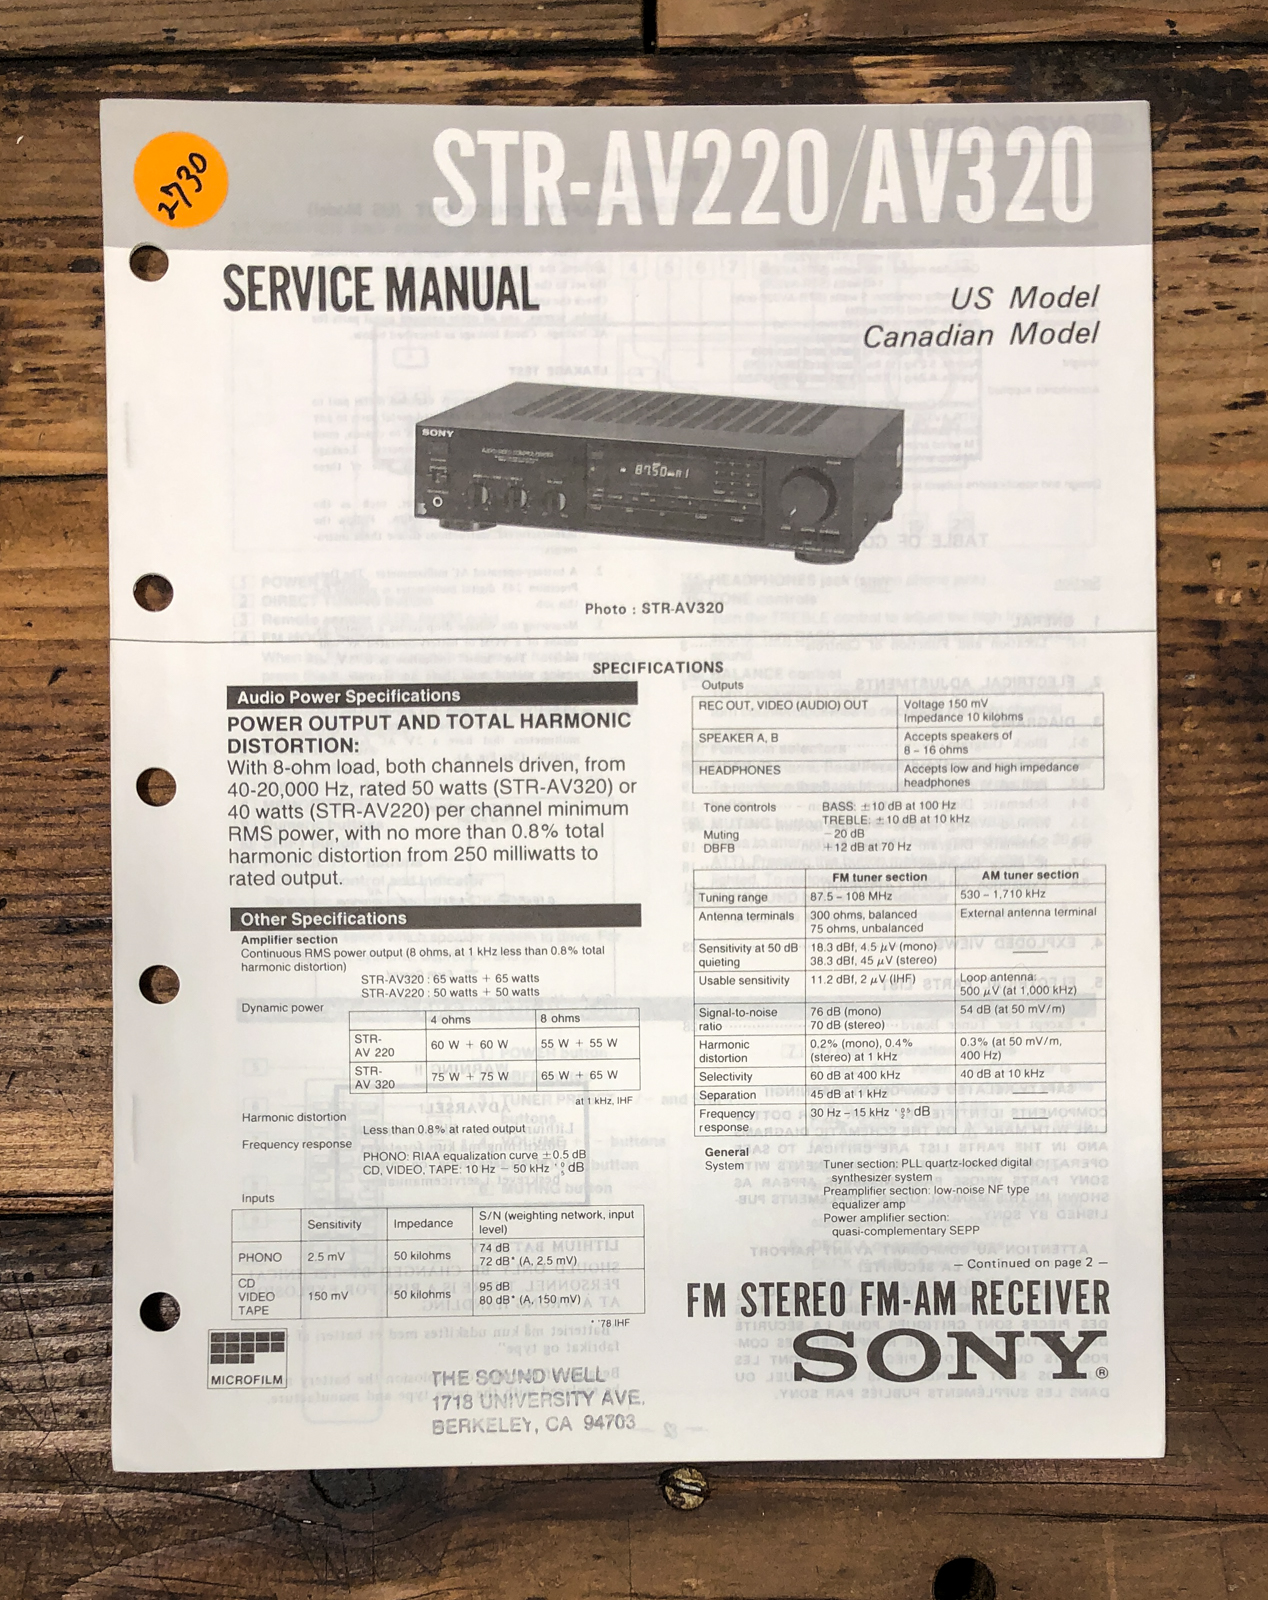 2730
STR-AV220/AV320
SERVICE MANUAL
US Model
Canadian Model
SONY
8750
Photo : STR-AV320
SPECIFICATIONS
Audio Power Specifications
POWER OUTPUT AND TOTAL HARMONIC
DISTORTION:
With 8-ohm load, both channels driven, from
40-20,000 Hz, rated 50 watts (STR-AV320) or
40 watts (STR-AV220) per channel minimum
RMS power, with no more than 0.8% total
harmonic distortion from 250 milliwatts to
rated output.
Other Specifications
Amplifier section
Continuous RMS power output (8 ohms, at 1 kHz less than 0.8% total
harmonic distortion)
STR-AV320 : 65 watts + 65 watts
STR-AV220 : 50 watts + 50 watts
Dynamic power
4 ohms 8 ohms
STR-
AV 220 60 W + 60 W 55 W + 55 W
STR-
AV 320 75 W + 75 W 65 W + 65 W
at 1 kHz, IHF
Harmonic distortion
Less than 0.8% at rated output
Frequency response
PHONO: RIAA equalization curve ±0.5 dB
CD, VIDEO, TAPE: 10 Hz – 50 kHz dB
Inputs
Sensitivity Impedance S/N (weighting network, input
level)
PHONO 2.5 mV 50 kilohms 74 dB
72 dB* (A, 2.5 mV)
CD
VIDEO
TAPE 150 mV 50 kilohms 95 dB
80 dB* (A, 150 mV)
* '78 IHF
MICROFILM
THE SOUND WELL
1718 UNIVERSITY AVE.
BERKELEY, CA 94703
Outputs
REC OUT, VIDEO (AUDIO) OUT Voltage 150 mV
Impedance 10 kilohms
SPEAKER A, B Accepts speakers of
8 – 16 ohms
HEADPHONES Accepts low and high impedance
headphones
Tone controls BASS: ±10 dB at 100 Hz
TREBLE: ±10 dB at 10 kHz
Muting −20 dB
DBFB +12 dB at 70 Hz
FM tuner section AM tuner section
Tuning range 87.5 – 108 MHz 530 – 1,710 kHz
Antenna terminals 300 ohms, balanced
75 ohms, unbalanced External antenna terminal
Sensitivity at 50 dB
quieting 18.3 dBf, 4.5 μV (mono)
38.3 dBf, 45 μV (stereo)
Usable sensitivity 11.2 dBf, 2 μV (IHF) Loop antenna:
500 μV (at 1,000 kHz)
Signal-to-noise
ratio 76 dB (mono)
70 dB (stereo) 54 dB (at 50 mV/m)
Harmonic
distortion 0.2% (mono), 0.4%
(stereo) at 1 kHz 0.3% (at 50 mV/m,
400 Hz)
Selectivity 60 dB at 400 kHz 40 dB at 10 kHz
Separation 45 dB at 1 kHz
Frequency
response 30 Hz – 15 kHz dB
General
System Tuner section: PLL quartz-locked digital
synthesizer system
Preamplifier section: low-noise NF type
equalizer amp
Power amplifier section:
quasi-complementary SEPP
— Continued on page 2 —
FM STEREO FM-AM RECEIVER
SONY®